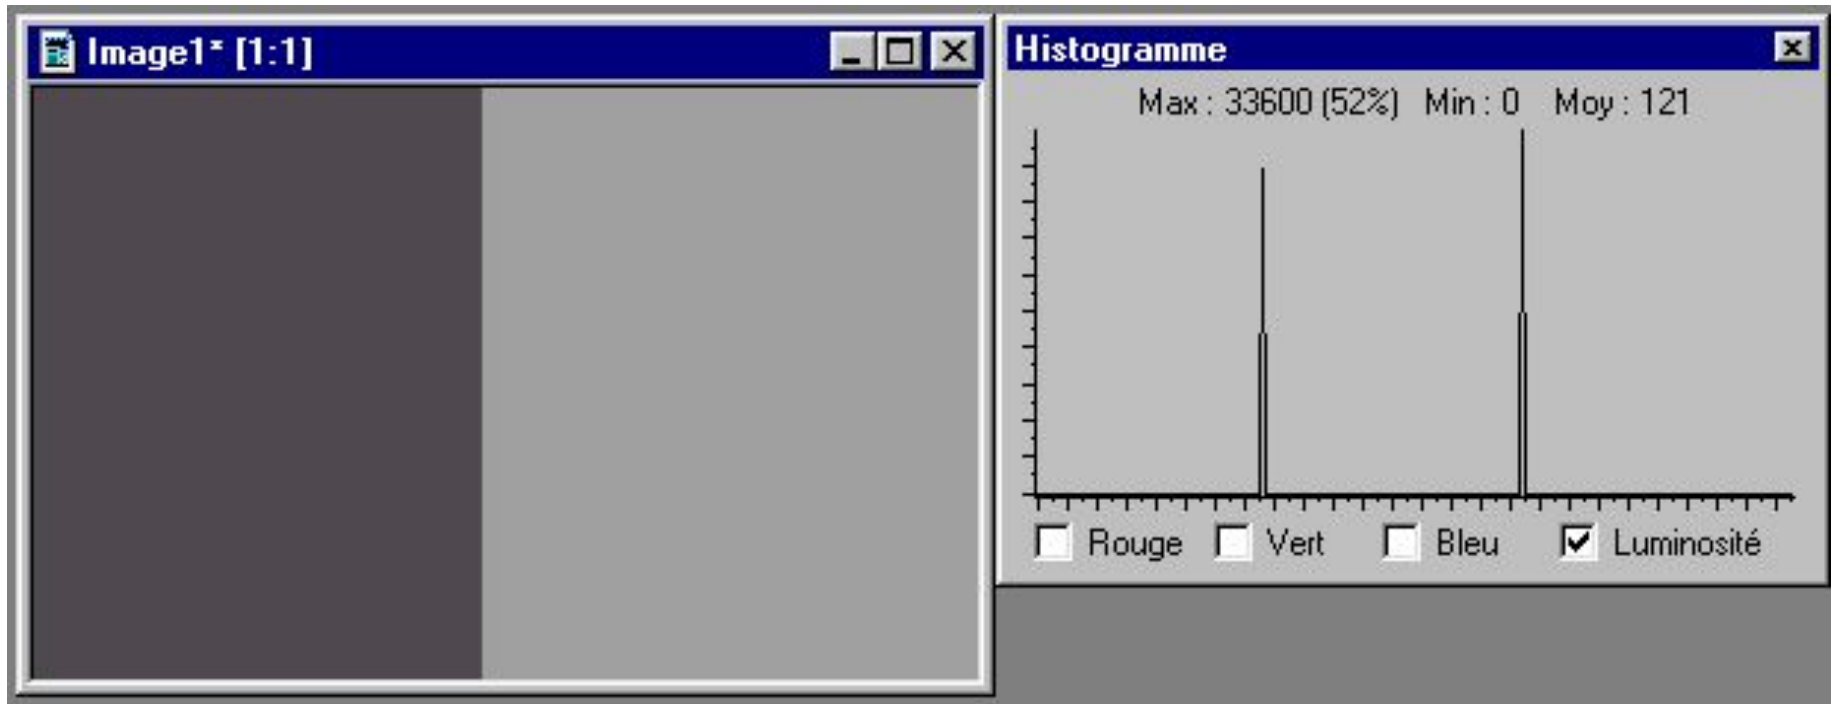 Image1* [1:1]
Histogramme
Max : 33600 (52%) Min : 0 Moy : 121
Rouge Vert Bleu Luminosité